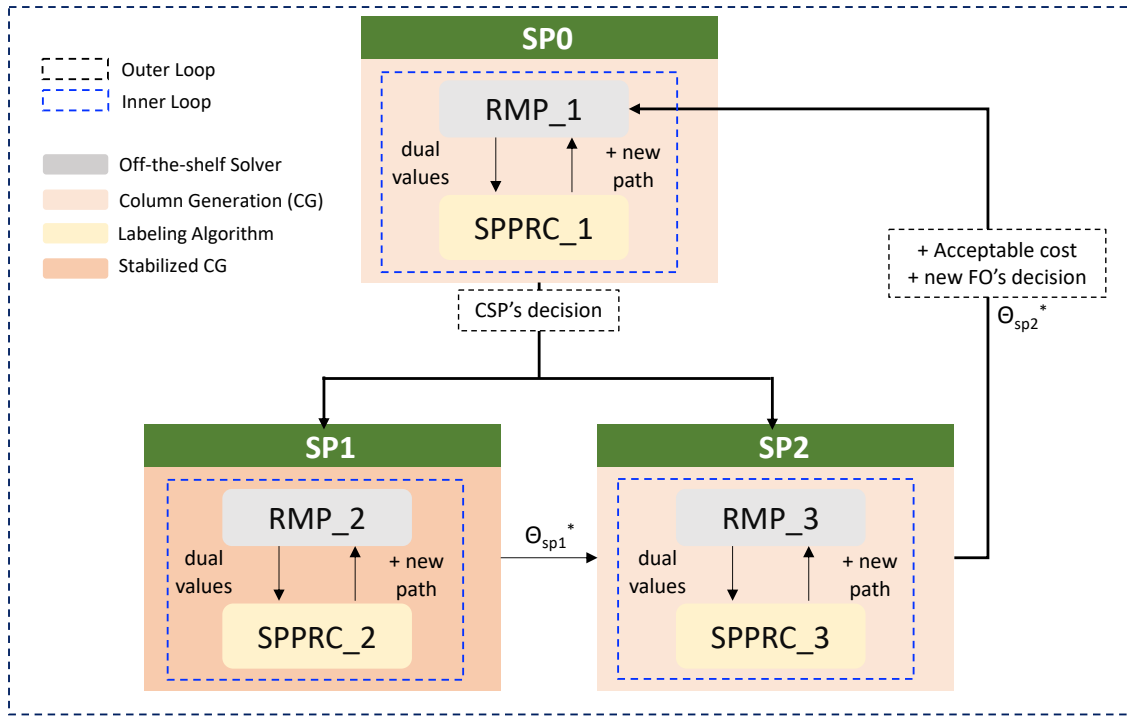 SP0
Outer Loop
Inner Loop
Off-the-shelf Solver
Column Generation (CG)
Labeling Algorithm
Stabilized CG
RMP_1
dual
values
+ new
path
SPPRC_1
CSP's decision
+ Acceptable cost
+ new FO's decision
Θsp2*
SP1
RMP_2
dual
values
+ new
path
SPPRC_2
Θsp1*
SP2
RMP_3
dual
values
+ new
path
SPPRC_3